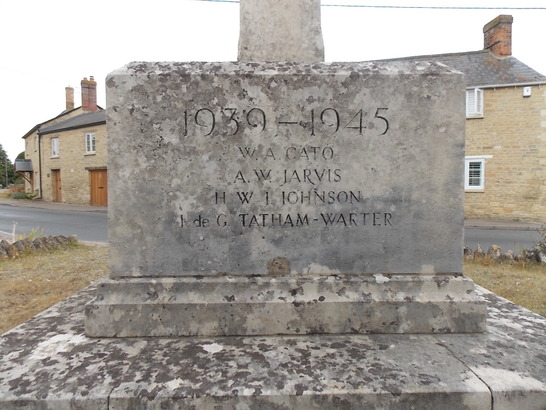 1939–1945
W. A. CATO
A. W. JARVIS
H. W. J. JOHNSON
J. de G. TATHAM-WARTER